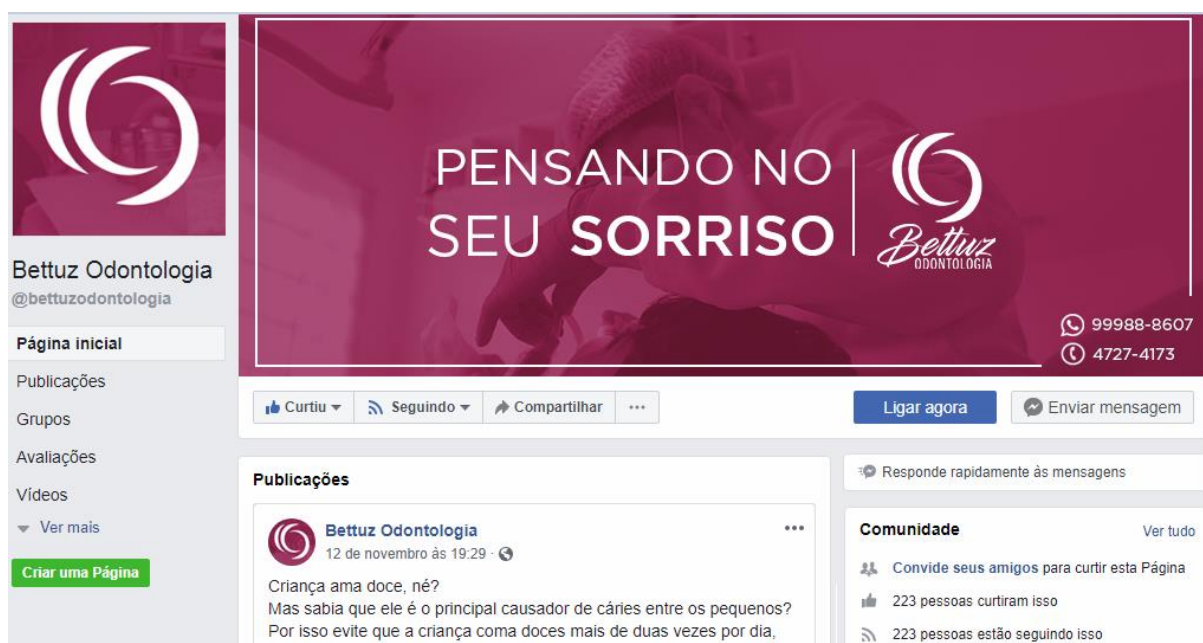 PENSANDO NO
SEU SORRISO
Bettuz
ODONTOLOGIA
99988-8607
4727-4173
Bettuz Odontologia
@bettuzodontologia
Página inicial
Publicações
Grupos
Avaliações
Vídeos
Ver mais
Criar uma Página
Curtiu
Seguindo
Compartilhar
...
Ligar agora
Enviar mensagem
Publicações
Bettuz Odontologia
...
12 de novembro às 19:29 ·
Criança ama doce, né?
Mas sabia que ele é o principal causador de cáries entre os pequenos?
Por isso evite que a criança coma doces mais de duas vezes por dia,
Responde rapidamente às mensagens
Comunidade
Ver tudo
Convide seus amigos para curtir esta Página
223 pessoas curtiram isso
223 pessoas estão seguindo isso